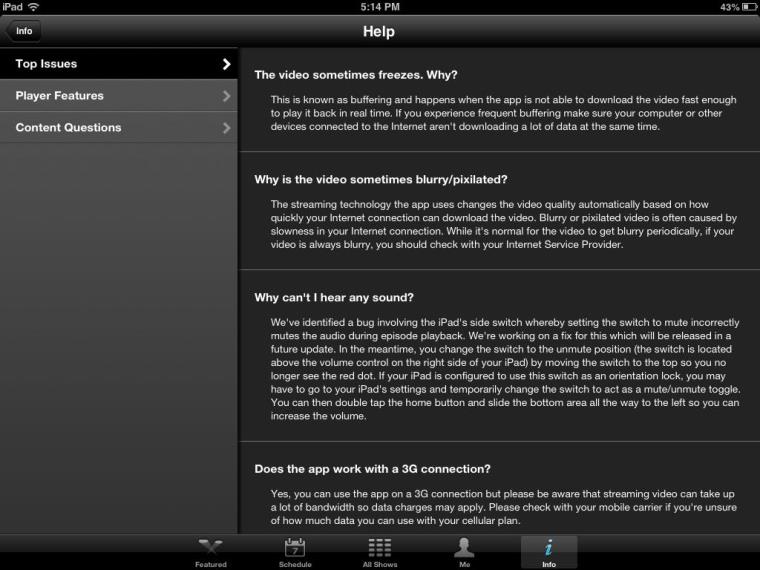 iPad 5:14 PM 43%
Info
Help
Top Issues
Player Features
Content Questions
The video sometimes freezes. Why?
This is known as buffering and happens when the app is not able to download the video fast enough
to play it back in real time. If you experience frequent buffering make sure your computer or other
devices connected to the Internet aren't downloading a lot of data at the same time.
Why is the video sometimes blurry/pixilated?
The streaming technology the app uses changes the video quality automatically based on how
quickly your Internet connection can download the video. Blurry or pixilated video is often caused by
slowness in your Internet connection. While it's normal for the video to get blurry periodically, if your
video is always blurry, you should check with your Internet Service Provider.
Why can't I hear any sound?
We've identified a bug involving the iPad's side switch whereby setting the switch to mute incorrectly
mutes the audio during episode playback. We're working on a fix for this which will be released in a
future update. In the meantime, you change the switch to the unmute position (the switch is located
above the volume control on the right side of your iPad) by moving the switch to the top so you no
longer see the red dot. If your iPad is configured to use this switch as an orientation lock, you may
have to go to your iPad's settings and temporarily change the switch to act as a mute/unmute toggle.
You can then double tap the home button and slide the bottom area all the way to the left so you can
increase the volume.
Does the app work with a 3G connection?
Yes, you can use the app on a 3G connection but please be aware that streaming video can take up
a lot of bandwidth so data charges may apply. Please check with your mobile carrier if you're unsure
of how much data you can use with your cellular plan.
7
Featured Schedule All Shows Me Info